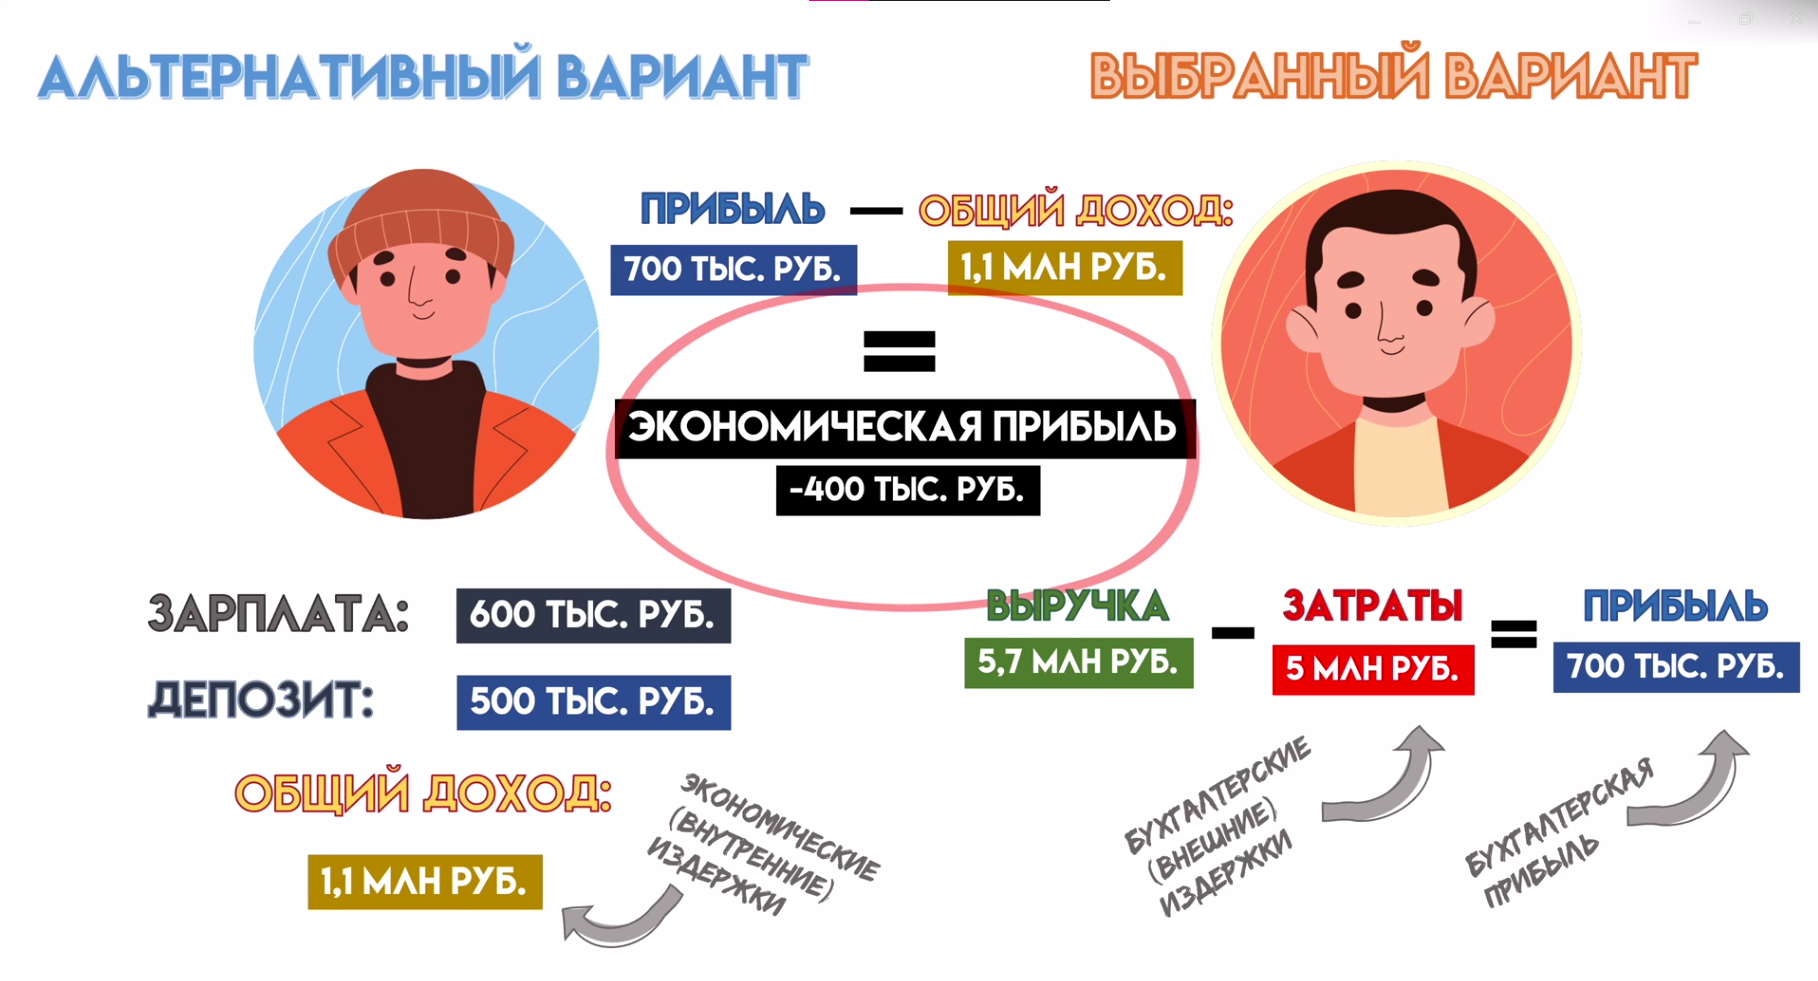 АЛЬТЕРНАТИВНЫЙ ВАРИАНТ
ВЫБРАННЫЙ ВАРИАНТ
ПРИБЫЛЬ — ОБЩИЙ ДОХОД:
700 ТЫС. РУБ.
1,1 МЛН РУБ.
=
ЭКОНОМИЧЕСКАЯ ПРИБЫЛЬ
-400 ТЫС. РУБ.
ЗАРПЛАТА: 600 ТЫС. РУБ.
ДЕПОЗИТ: 500 ТЫС. РУБ.
ОБЩИЙ ДОХОД:
1,1 МЛН РУБ.
ЭКОНОМИЧЕСКИЕ
(ВНУТРЕННИЕ)
ИЗДЕРЖКИ
ВЫРУЧКА - ЗАТРАТЫ = ПРИБЫЛЬ
5,7 МЛН РУБ.
5 МЛН РУБ.
700 ТЫС. РУБ.
БУХГАЛТЕРСКИЕ
(ВНЕШНИЕ)
ИЗДЕРЖКИ
БУХГАЛТЕРСКАЯ
ПРИБЫЛЬ